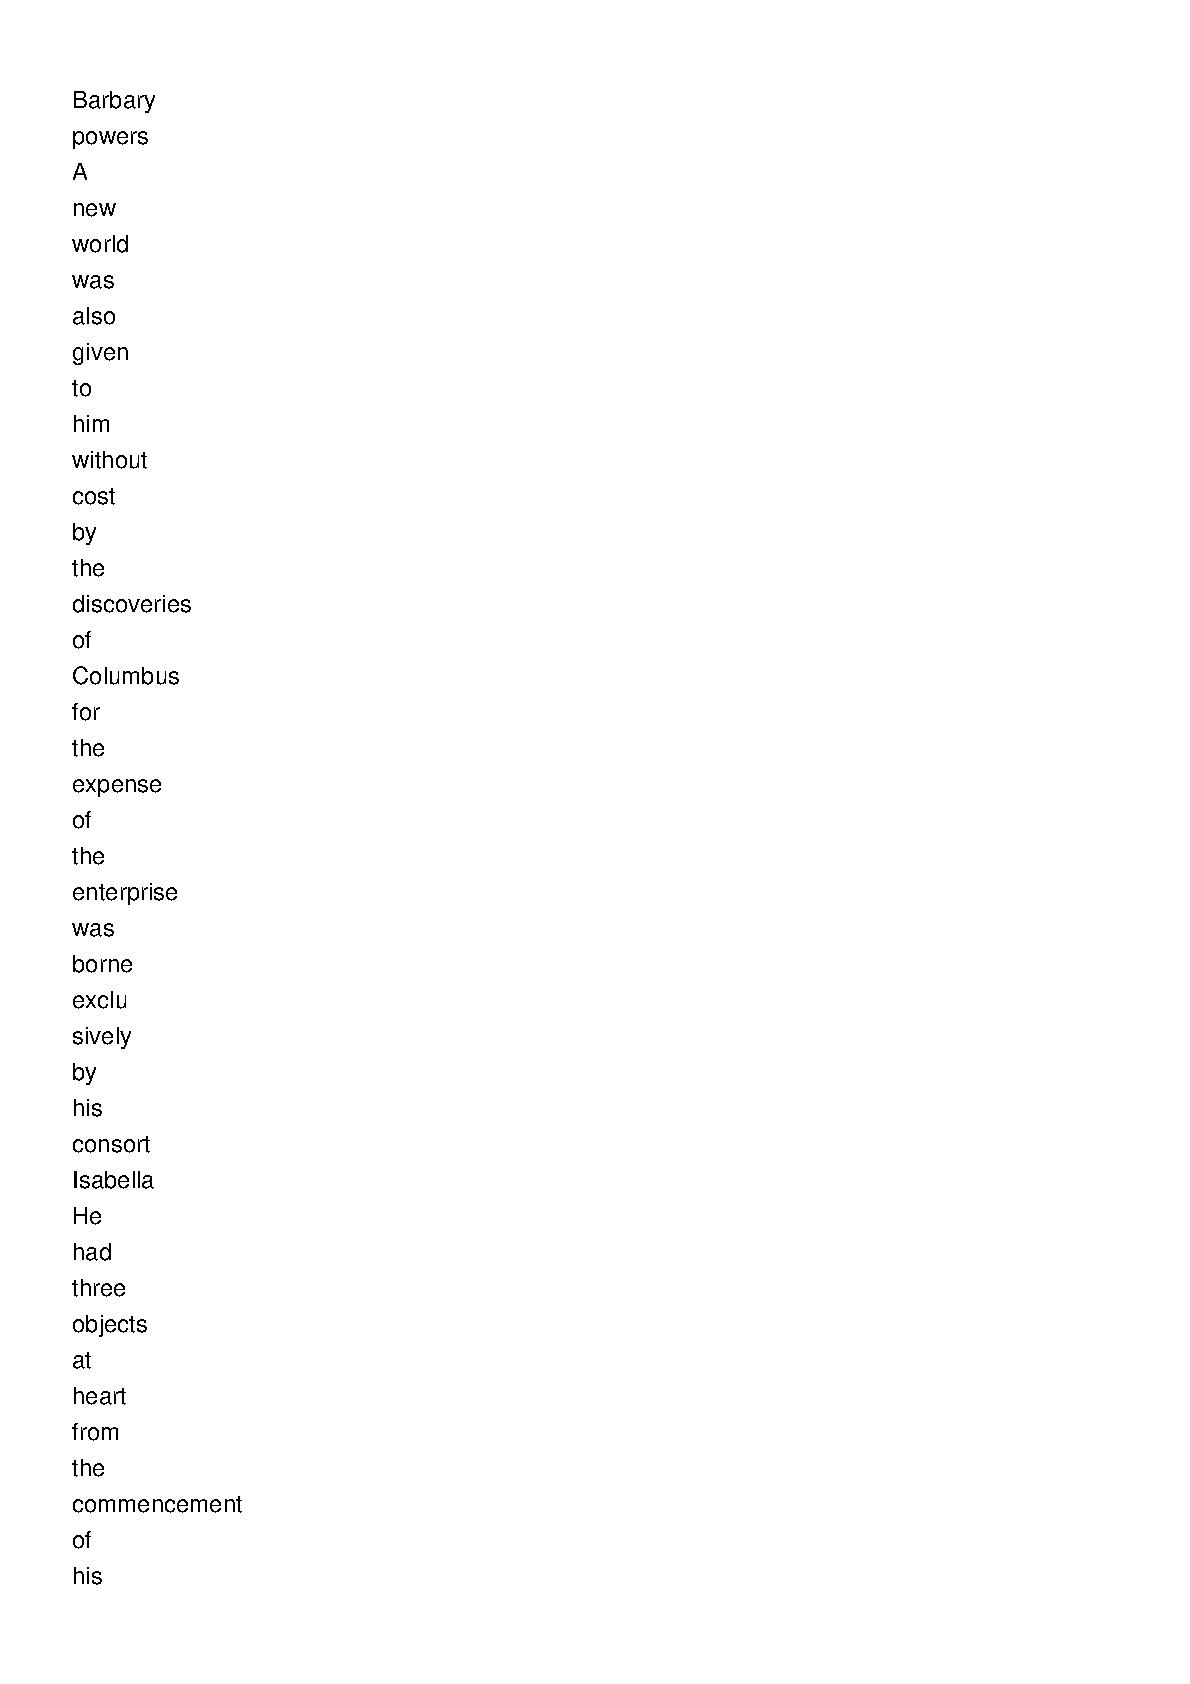 Barbary
powers
A
new
world
was
also
given
to
him
without
cost
by
the
discoveries
of
Columbus
for
the
expense
of
the
enterprise
was
borne
exclu
sively
by
his
consort
Isabella
He
had
three
objects
at
heart
from
the
commencement
of
his